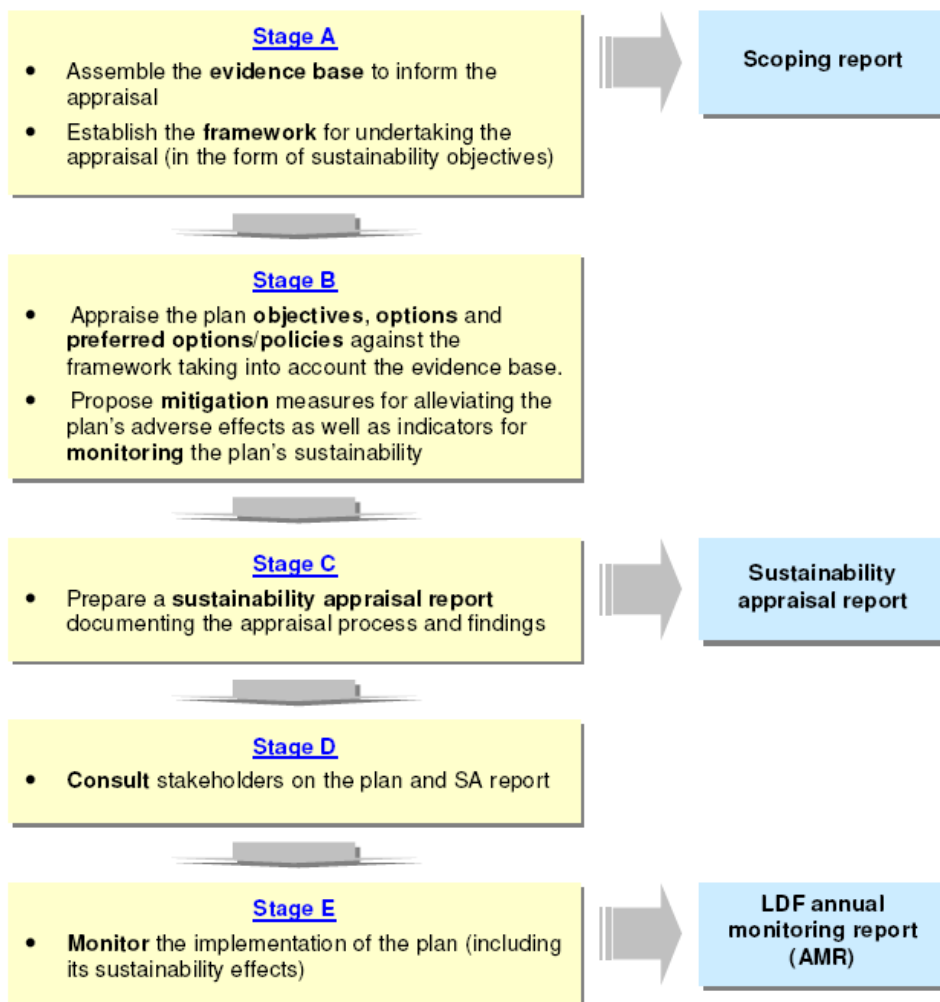 Stage A
• Assemble the evidence base to inform the
appraisal
• Establish the framework for undertaking the
appraisal (in the form of sustainability objectives)
Scoping report
Stage B
• Appraise the plan objectives, options and
preferred options/policies against the
framework taking into account the evidence base.
• Propose mitigation measures for alleviating the
plan's adverse effects as well as indicators for
monitoring the plan's sustainability
Stage C
• Prepare a sustainability appraisal report
documenting the appraisal process and findings
Sustainability
appraisal report
Stage D
• Consult stakeholders on the plan and SA report
Stage E
• Monitor the implementation of the plan (including
its sustainability effects)
LDF annual
monitoring report
(AMR)